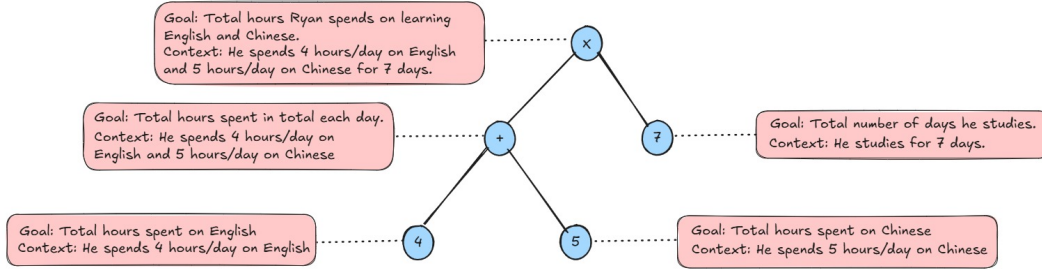 Goal: Total hours Ryan spends on learning
English and Chinese.
Context: He spends 4 hours/day on English
and 5 hours/day on Chinese for 7 days.
x
Goal: Total hours spent in total each day.
Context: He spends 4 hours/day on
English and 5 hours/day on Chinese
+
7
Goal: Total number of days he studies.
Context: He studies for 7 days.
Goal: Total hours spent on English
Context: He spends 4 hours/day on English
4
5
Goal: Total hours spent on Chinese
Context: He spends 5 hours/day on Chinese